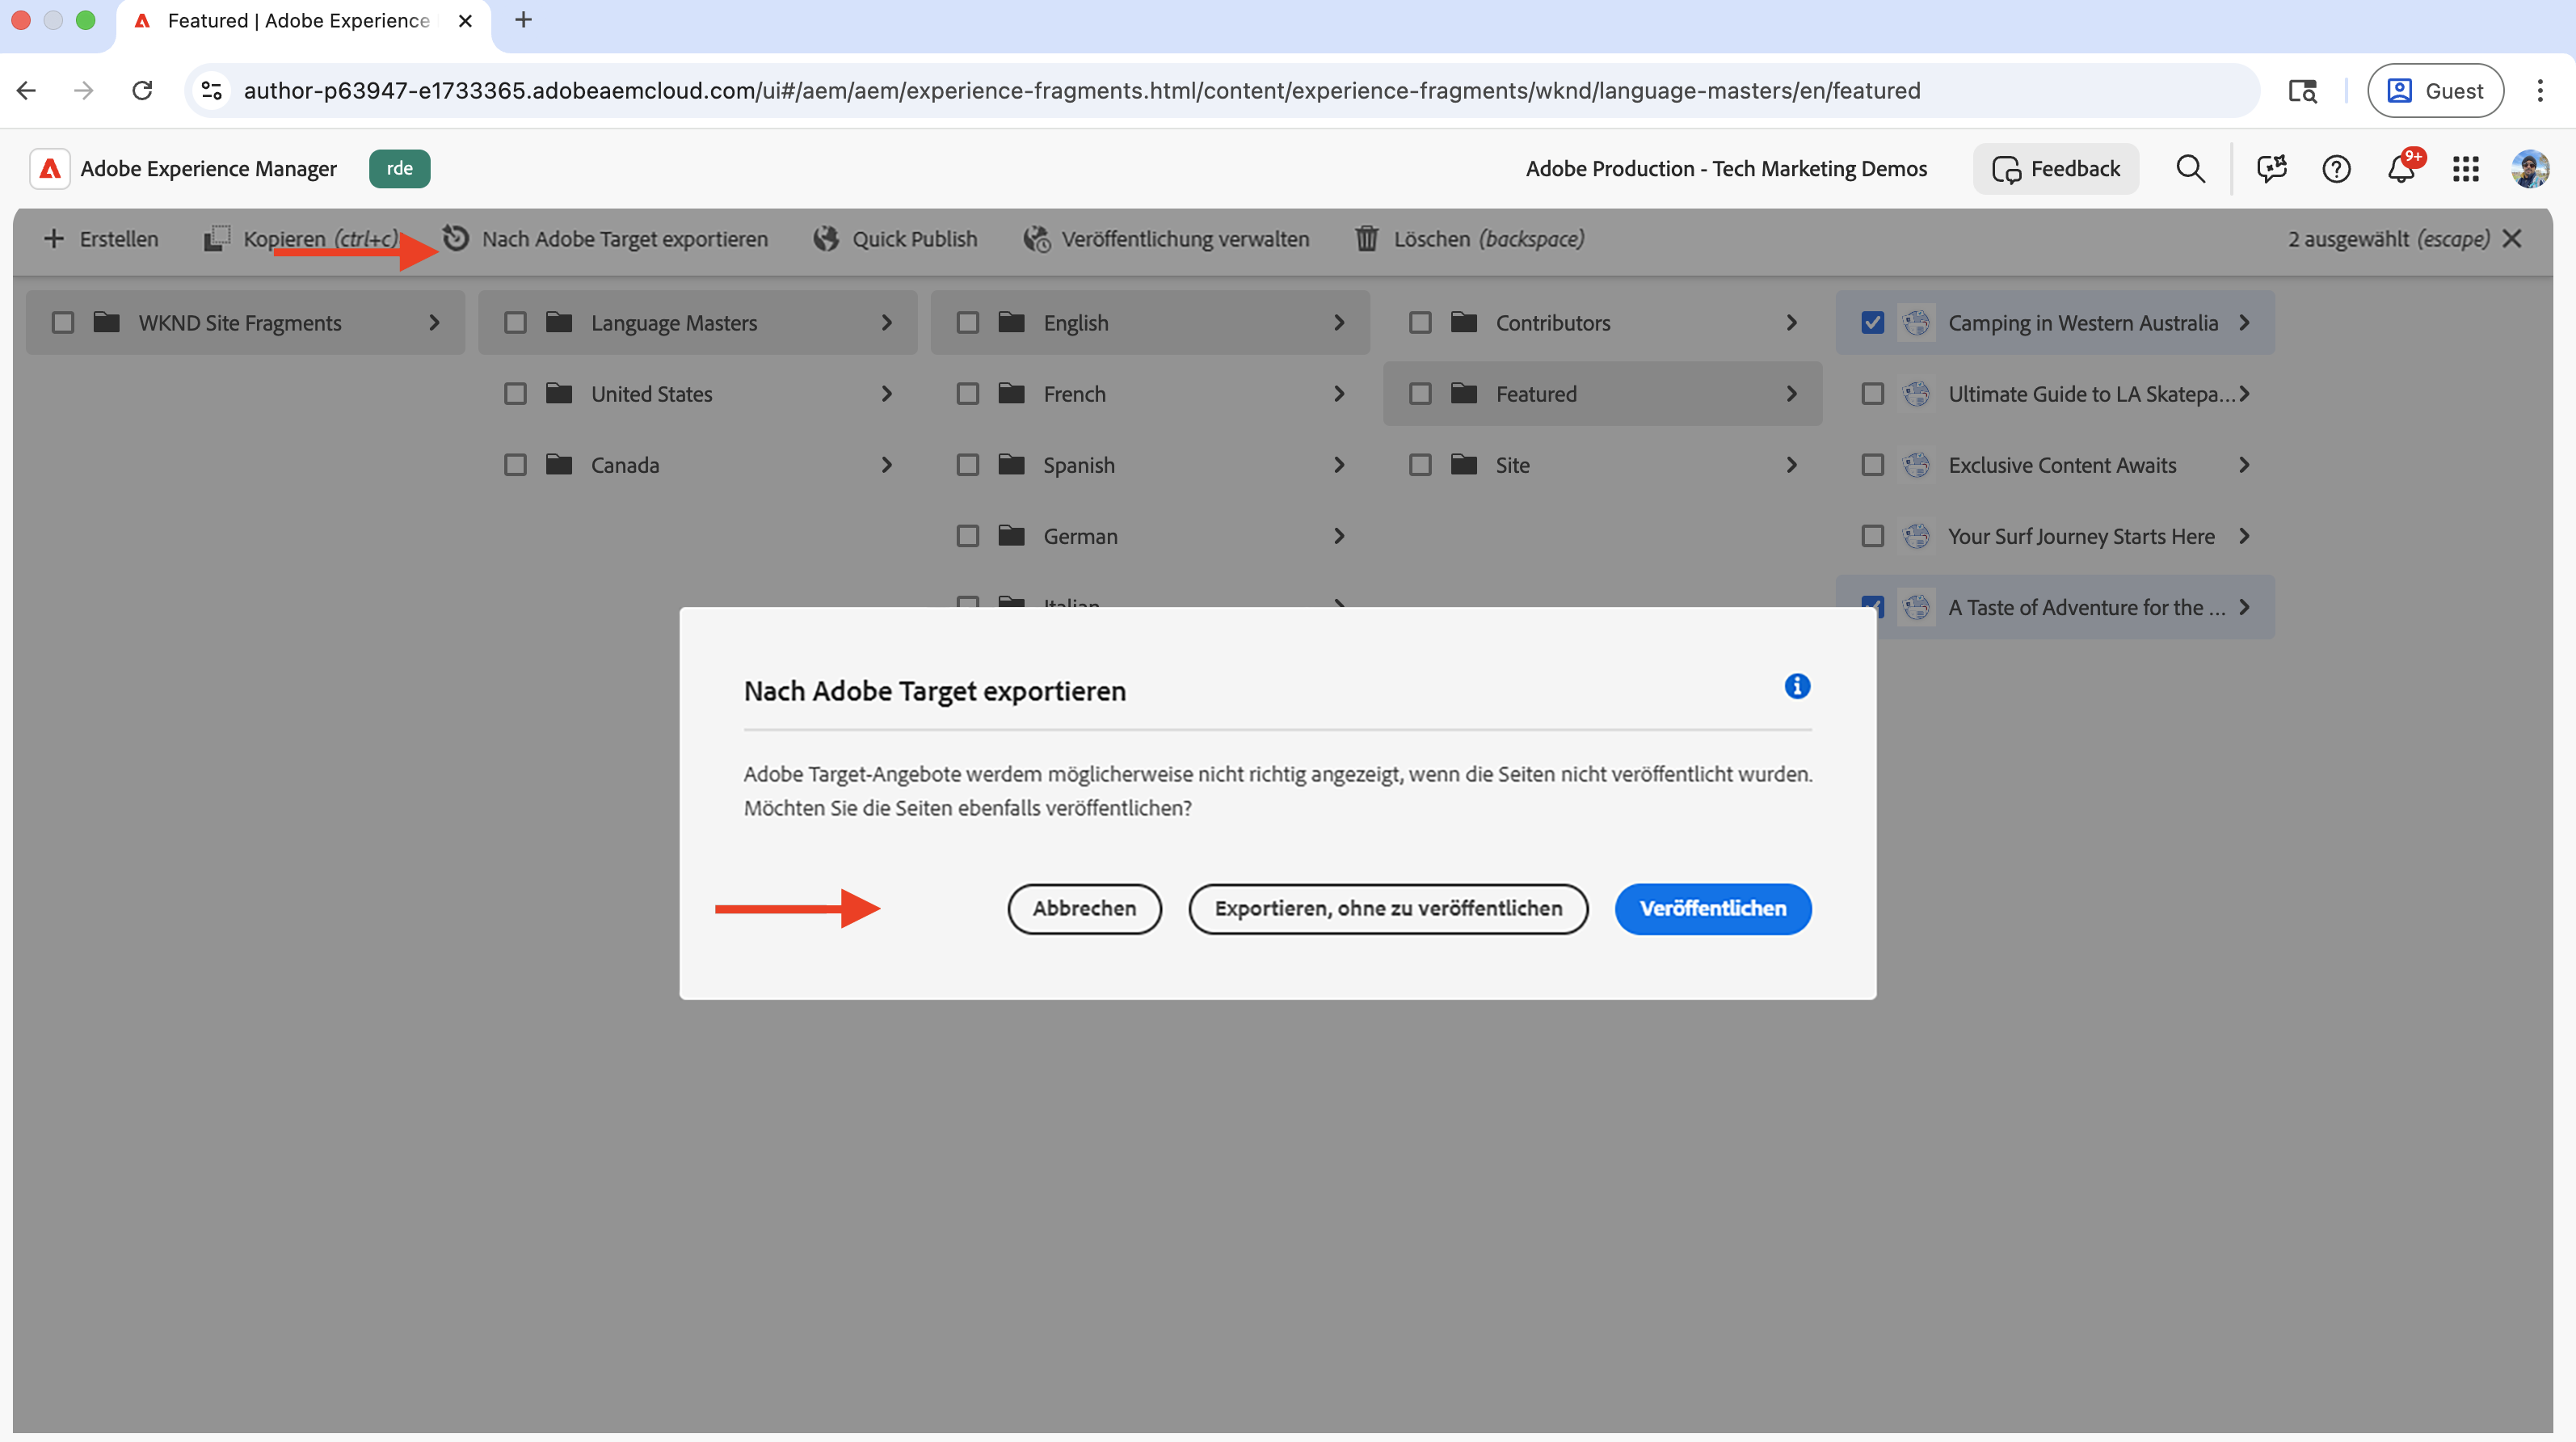 Featured | Adobe Experience
author-p63947-e1733365.adobeaemcloud.com/ui#/aem/aem/experience-fragments.html/content/experience-fragments/wknd/language-masters/en/featured
Guest
Adobe Experience Manager
rde
Adobe Production - Tech Marketing Demos
Feedback
9+
Erstellen
Kopieren (ctrl+c)
Nach Adobe Target exportieren
Quick Publish
Veröffentlichung verwalten
Löschen (backspace)
2 ausgewählt (escape)
WKND Site Fragments
Language Masters
United States
Canada
English
French
Spanish
German
Italian
Contributors
Featured
Site
Camping in Western Australia
Ultimate Guide to LA Skatepa...
Exclusive Content Awaits
Your Surf Journey Starts Here
A Taste of Adventure for the ...
Nach Adobe Target exportieren
Adobe Target-Angebote werdem möglicherweise nicht richtig angezeigt, wenn die Seiten nicht veröffentlicht wurden.
Möchten Sie die Seiten ebenfalls veröffentlichen?
Abbrechen
Exportieren, ohne zu veröffentlichen
Veröffentlichen